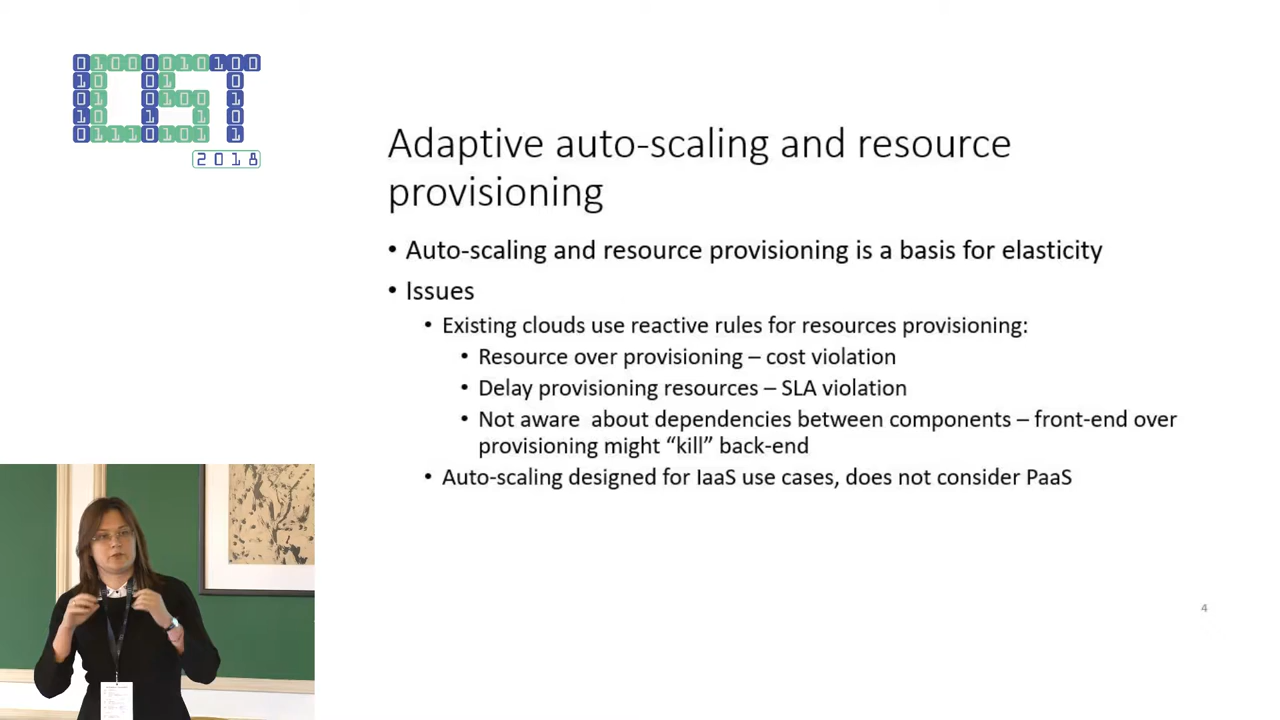 2018
Adaptive auto-scaling and resource
provisioning
• Auto-scaling and resource provisioning is a basis for elasticity
• Issues
• Existing clouds use reactive rules for resources provisioning:
• Resource over provisioning – cost violation
• Delay provisioning resources – SLA violation
• Not aware about dependencies between components – front-end over
provisioning might “kill” back-end
• Auto-scaling designed for IaaS use cases, does not consider PaaS
4